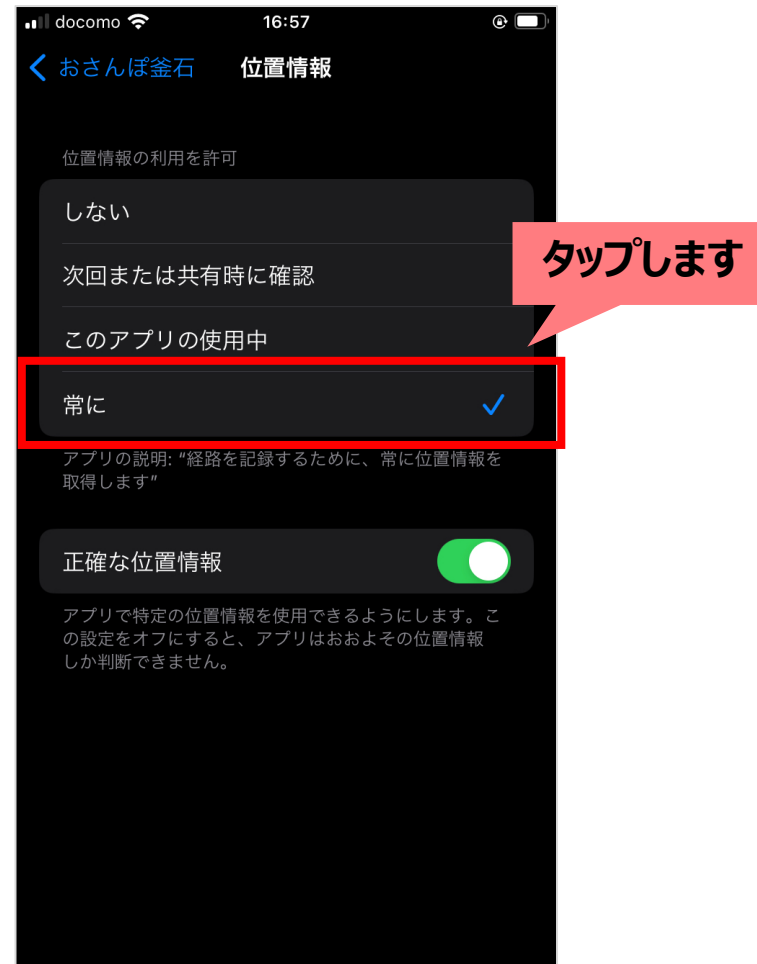 docomo 16:57
おさんぽ釜石 位置情報
位置情報の利用を許可
しない
タップします
次回または共有時に確認
このアプリの使用中
常に
アプリの説明: “経路を記録するために、常に位置情報を
取得します”
正確な位置情報
アプリで特定の位置情報を使用できるようにします。こ
の設定をオフにすると、アプリはおおよその位置情報
しか判断できません。